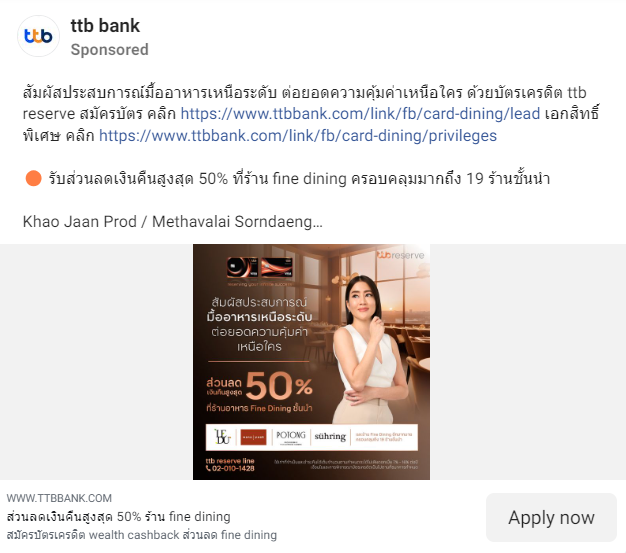 ttb
ttb bank
Sponsored
สัมผัสประสบการณ์มื้ออาหารเหนือระดับ ต่อยอดความคุ้มค่าเหนือใคร ด้วยบัตรเครดิต ttb
reserve สมัครบัตร คลิก https://www.ttbbank.com/link/fb/card-dining/lead เอกสิทธิ์
พิเศษ คลิก https://www.ttbbank.com/link/fb/card-dining/privileges
รับส่วนลดเงินคืนสูงสุด 50% ที่ร้าน fine dining ครอบคลุมมากถึง 19 ร้านชั้นนำ
Khao Jaan Prod / Methavalai Sorndaeng…
ttb reserve
สัมผัสประสบการณ์
มื้ออาหารเหนือระดับ
ต่อยอดความคุ้มค่า
เหนือใคร
ส่วนลด
เงินคืนสูงสุด
50%
ที่ร้านอาหาร Fine Dining ชั้นนำ
POTONG
sühring
ttb reserve line
02-010-1428
WWW.TTBBANK.COM
ส่วนลดเงินคืนสูงสุด 50% ร้าน fine dining
สมัครบัตรเครดิต wealth cashback ส่วนลด fine dining
Apply now